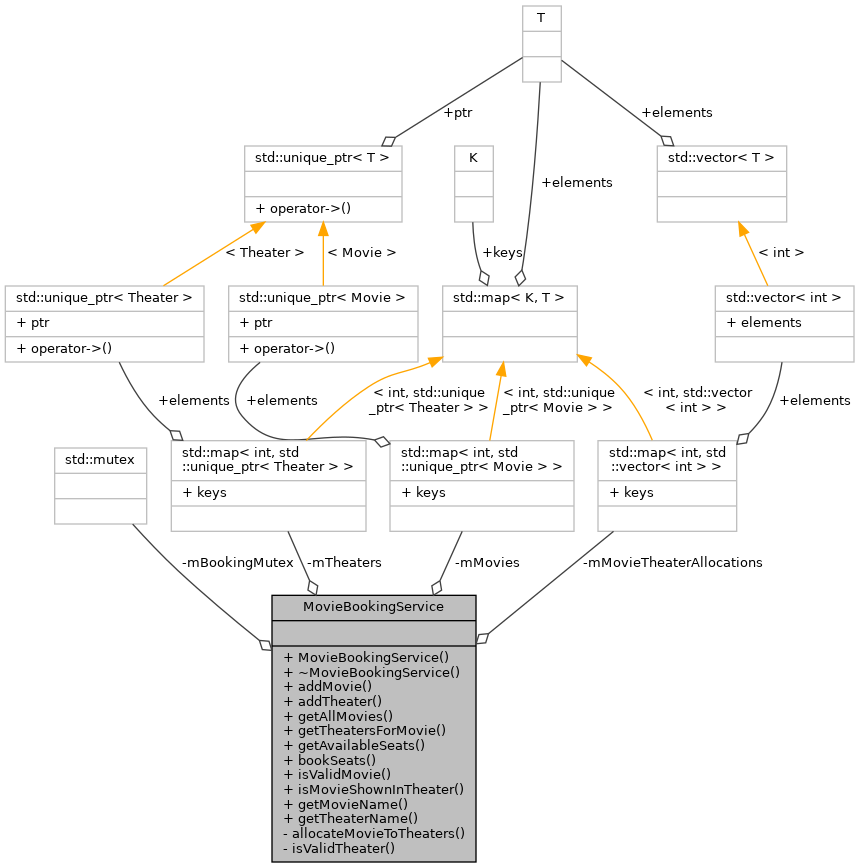 T
+ptr
+elements
+elements
std::unique_ptr< T >
+ operator->()
K
std::vector< T >
< Theater >
< Movie >
+keys
< int >
std::unique_ptr< Theater >
+ ptr
+ operator->()
std::unique_ptr< Movie >
+ ptr
+ operator->()
std::map< K, T >
std::vector< int >
+ elements
+elements
+elements
< int, std::unique
_ptr< Theater > >
< int, std::unique
_ptr< Movie > >
< int, std::vector
< int > >
+elements
std::mutex
std::map< int, std
::unique_ptr< Theater > >
+ keys
std::map< int, std
::unique_ptr< Movie > >
+ keys
std::map< int, std
::vector< int > >
+ keys
-mBookingMutex
-mTheaters
-mMovies
-mMovieTheaterAllocations
MovieBookingService
+ MovieBookingService()
+ ~MovieBookingService()
+ addMovie()
+ addTheater()
+ getAllMovies()
+ getTheatersForMovie()
+ getAvailableSeats()
+ bookSeats()
+ isValidMovie()
+ isMovieShownInTheater()
+ getMovieName()
+ getTheaterName()
- allocateMovieToTheaters()
- isValidTheater()